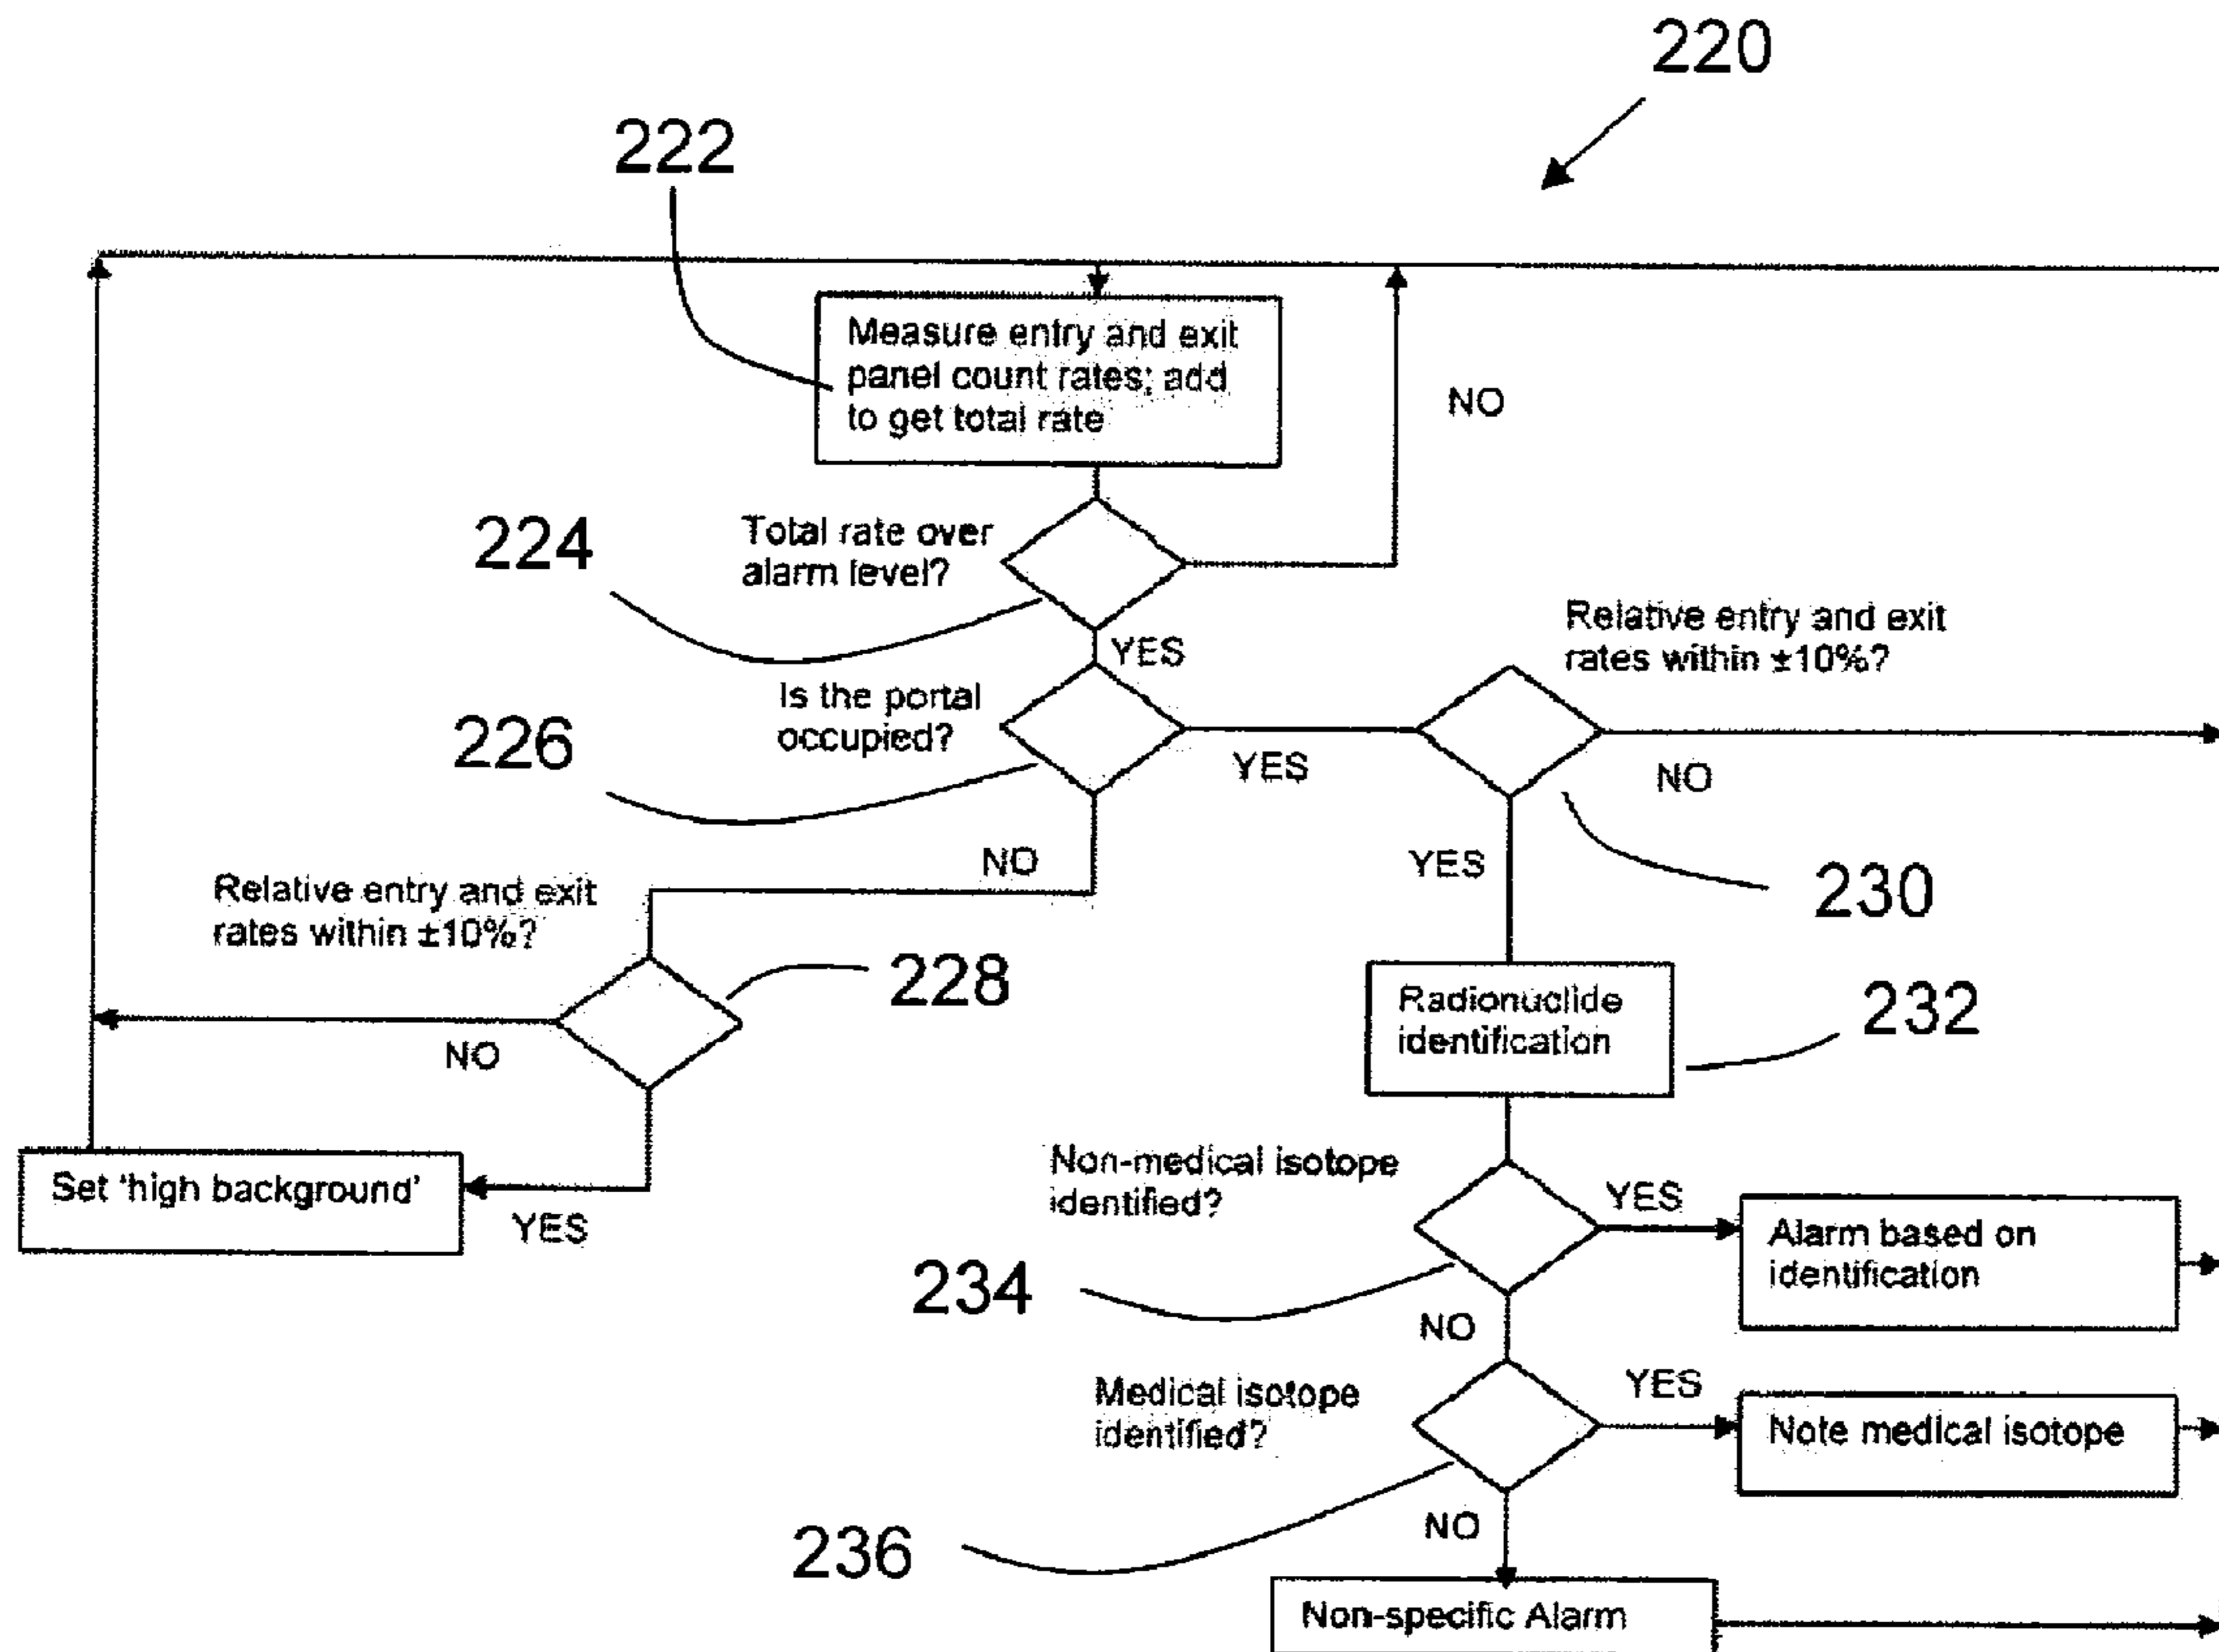 220
222
Measure entry and exit
panel count rates; add
to get total rate
NO
224
Total rate over
alarm level?
YES
Relative entry and exit
rates within ±10%?
226
Is the portal
occupied?
YES
NO
NO
YES
230
Relative entry and exit
rates within ±10%?
228
NO
Radionuclide
identification
232
Set 'high background'
YES
Non-medical isotope
identified?
YES
Alarm based on
identification
234
NO
Medical isotope
identified?
YES
Note medical isotope
236
NO
Non-specific Alarm